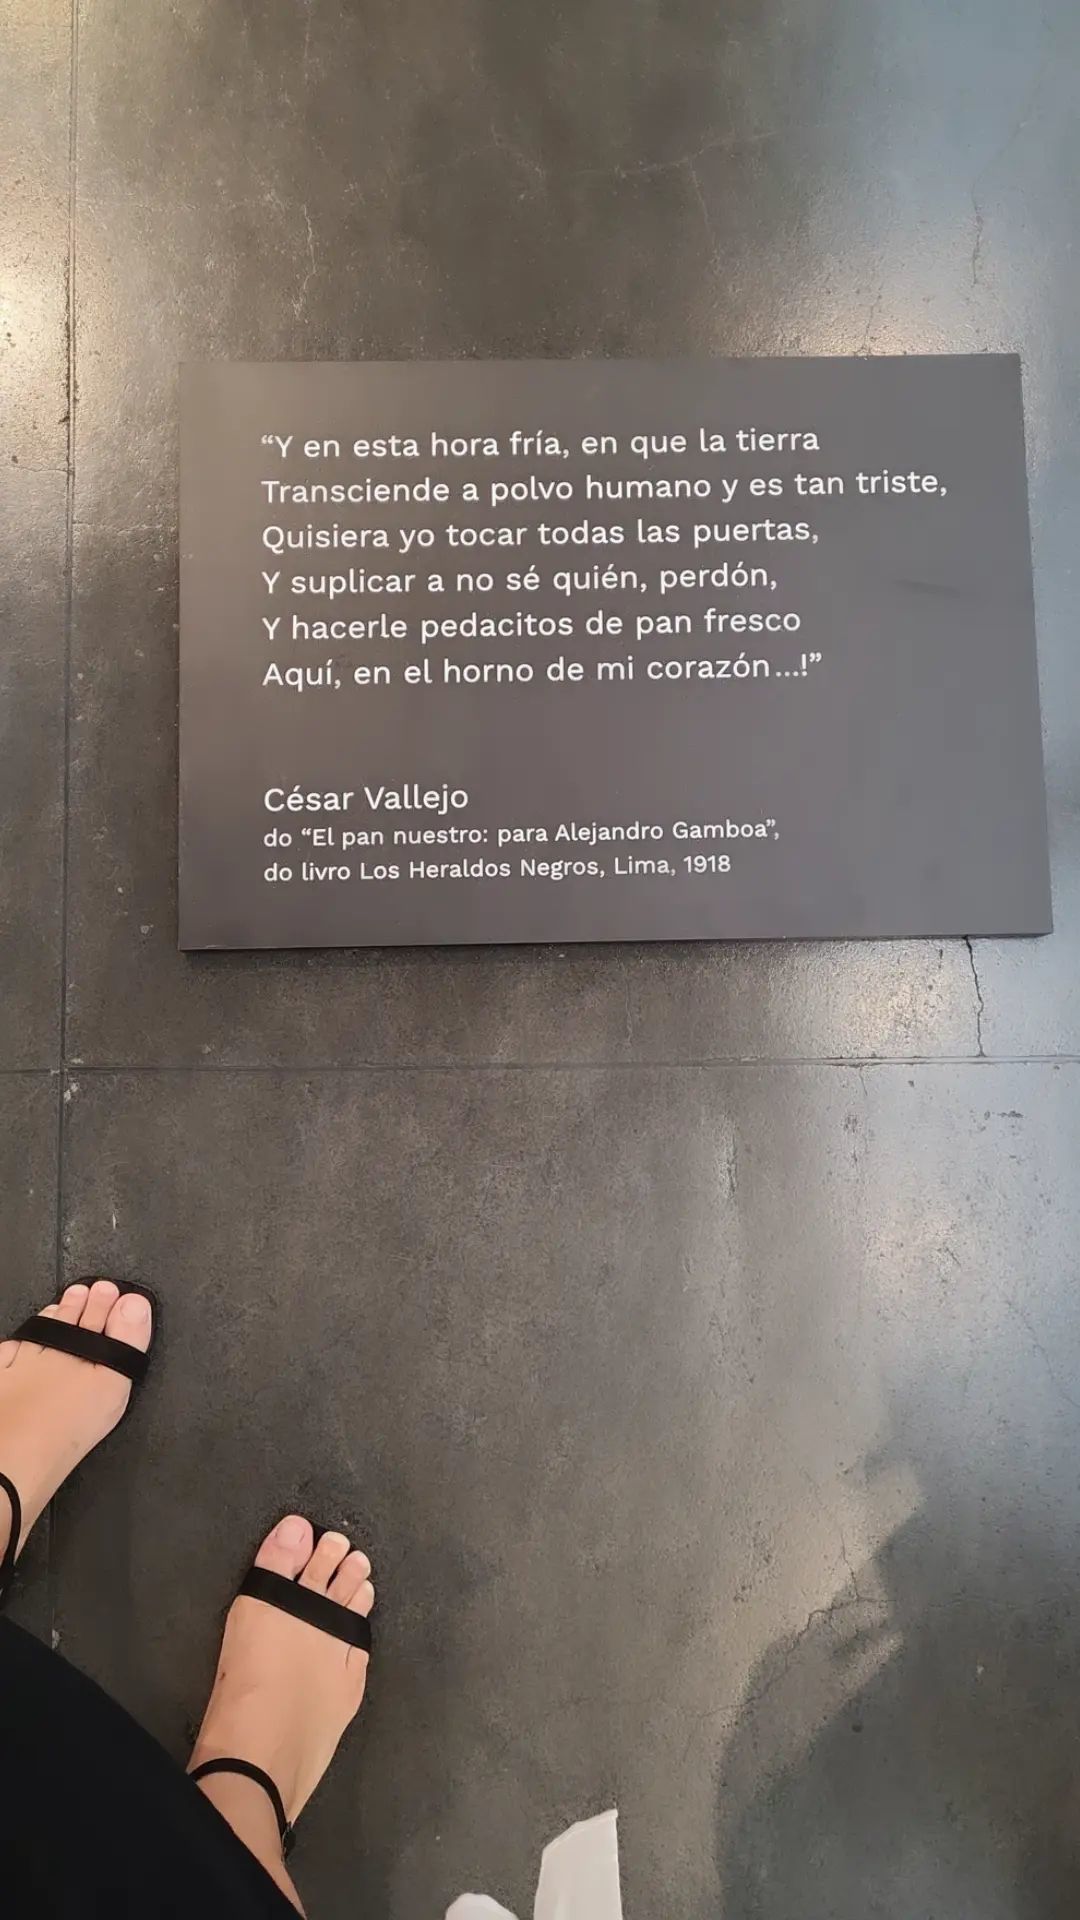 “Y en esta hora fría, en que la tierra
Transciende a polvo humano y es tan triste,
Quisiera yo tocar todas las puertas,
Y suplicar a no sé quién, perdón,
Y hacerle pedacitos de pan fresco
Aquí, en el horno de mi corazón...!”
César Vallejo
do “El pan nuestro: para Alejandro Gamboa”,
do livro Los Heraldos Negros, Lima, 1918